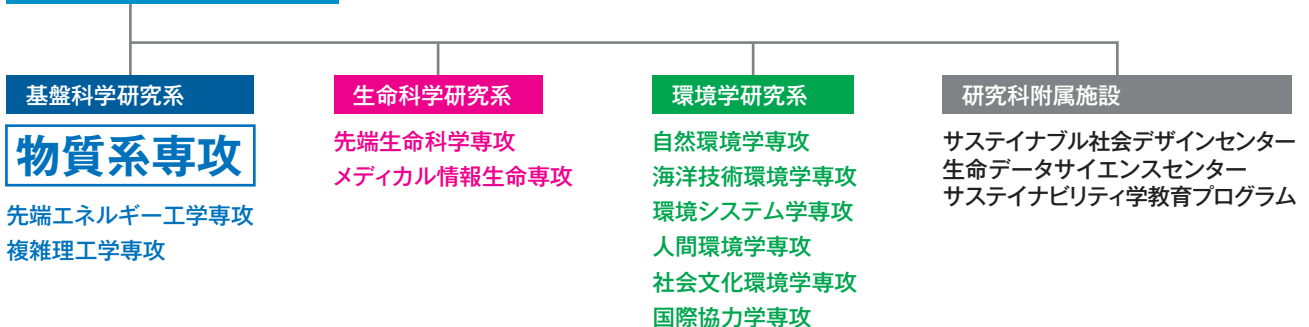 基盤科学研究系
物質系専攻
先端エネルギー工学専攻
複雑理工学専攻
生命科学研究系
先端生命科学専攻
メディカル情報生命専攻
環境学研究系
自然環境学専攻
海洋技術環境学専攻
環境システム学専攻
人間環境学専攻
社会文化環境学専攻
国際協力学専攻
研究科附属施設
サステイナブル社会デザインセンター
生命データサイエンスセンター
サステイナビリティ学教育プログラム